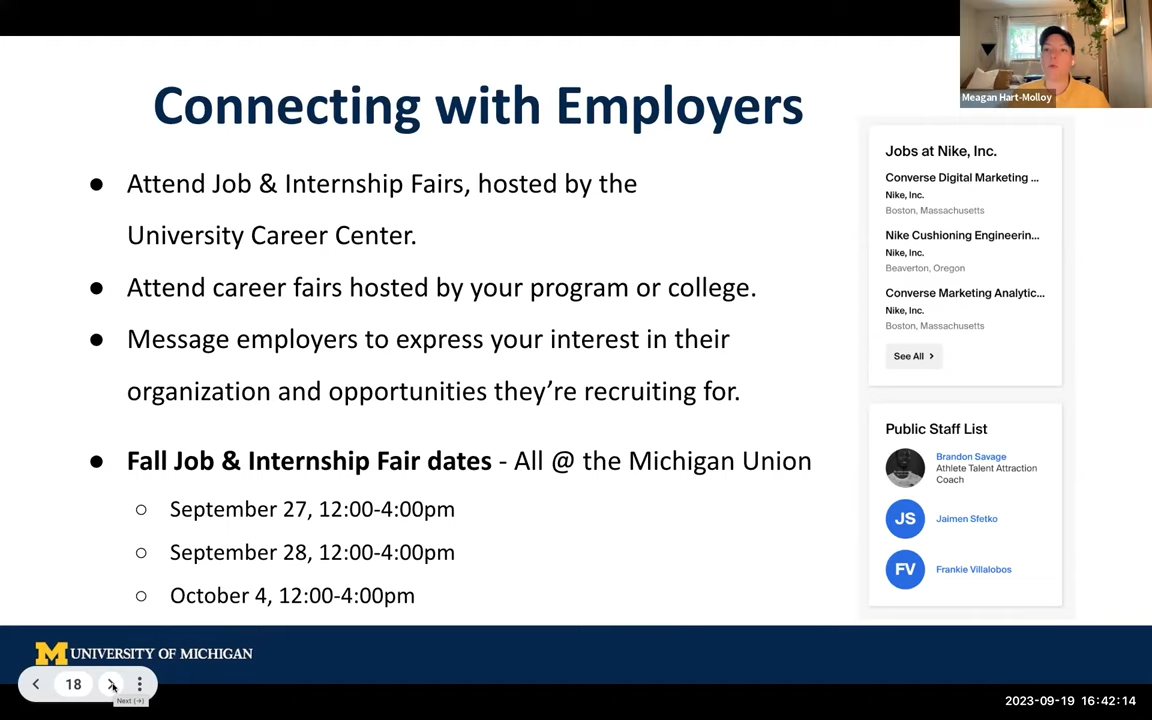 Connecting with Employers
● Attend Job & Internship Fairs, hosted by the
University Career Center.
● Attend career fairs hosted by your program or college.
● Message employers to express your interest in their
organization and opportunities they’re recruiting for.
● Fall Job & Internship Fair dates - All @ the Michigan Union
○ September 27, 12:00-4:00pm
○ September 28, 12:00-4:00pm
○ October 4, 12:00-4:00pm
Meagan Hart-Molloy
Jobs at Nike, Inc.
Converse Digital Marketing ...
Nike, Inc.
Boston, Massachusetts
Nike Cushioning Engineerin...
Nike, Inc.
Beaverton, Oregon
Converse Marketing Analytic...
Nike, Inc.
Boston, Massachusetts
See All >
Public Staff List
Brandon Savage
Athlete Talent Attraction
Coach
JS Jaimen Sfetko
FV Frankie Villalobos
M UNIVERSITY OF MICHIGAN
18
Next (→)
2023-09-19 16:42:14